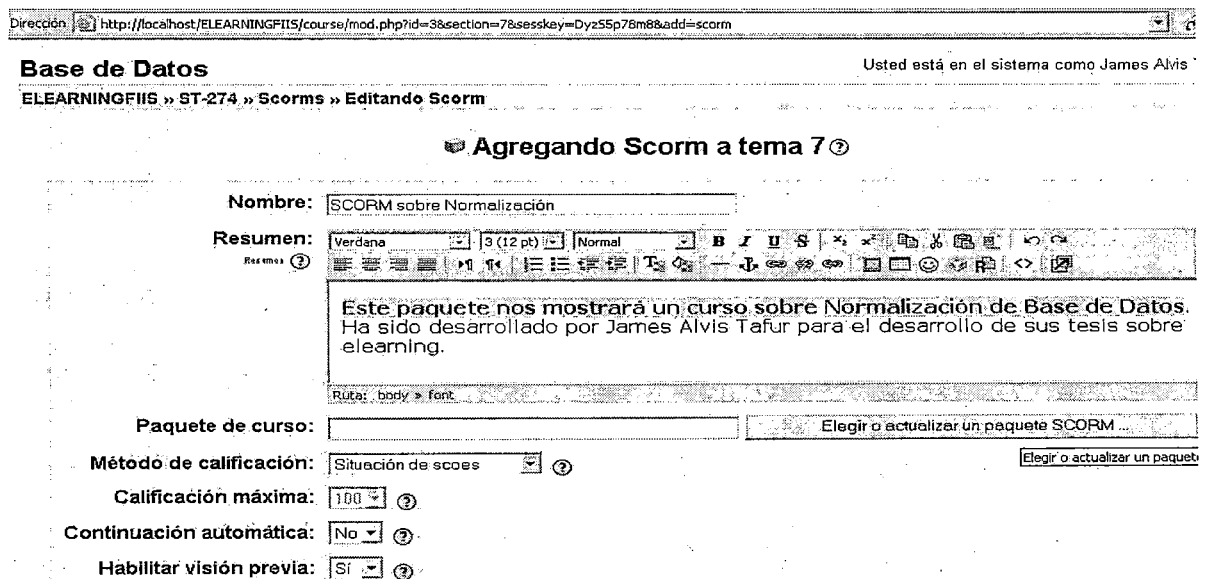 Dirección http://localhost/ELEARNINGFIIS/course/mod.php?id=3&section=7&sesskey=DyzS5p78m8&add=scorm
Base de Datos
Usted está en el sistema como James Alvis
ELEARNINGFIIS » ST-274 » Scorms » Editando Scorm
Agregando Scorm a tema 7
Nombre: SCORM sobre Normalización
Resumen: Verdana 3 (12 pt) Normal B I U S
Este paquete nos mostrará un curso sobre Normalización de Base de Datos.
Ha sido desarrollado por James Alvis Tafur para el desarrollo de sus tesis sobre
elearning.
Ruta: body » font
Paquete de curso: Elegir o actualizar un paquete SCORM ...
Método de calificación: Situación de scoes
Elegir o actualizar un paquet
Calificación máxima: 100
Continuación automática: No
Habilitar visión previa: Sí